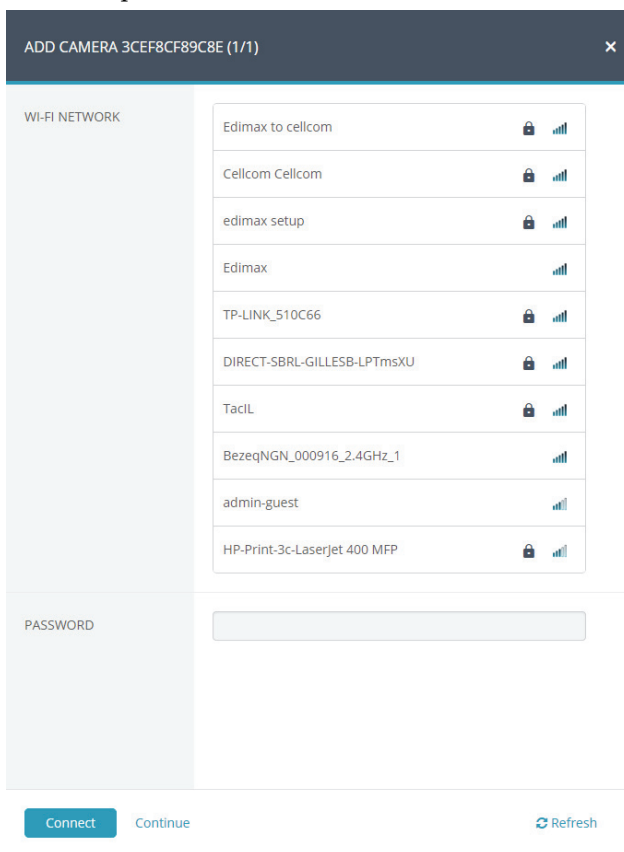 ADD CAMERA 3CEF8CF89C8E (1/1)
WI-FI NETWORK
Edimax to cellcom
Cellcom Cellcom
edimax setup
Edimax
TP-LINK_510C66
DIRECT-SBRL-GILLESB-LPTmsXU
TacIL
BezeqNGN_000916_2.4GHz_1
admin-guest
HP-Print-3c-LaserJet 400 MFP
PASSWORD
Connect Continue Refresh